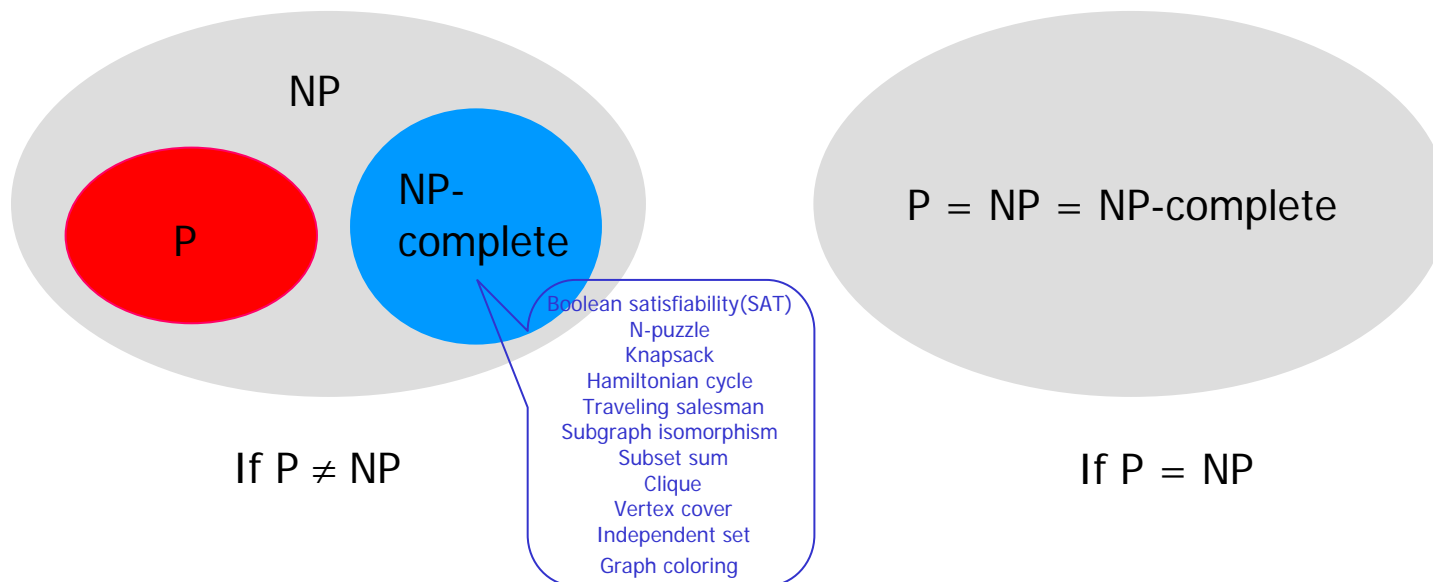 NP
P
NP-
complete
Boolean satisfiability(SAT)
N-puzzle
Knapsack
Hamiltonian cycle
Traveling salesman
Subgraph isomorphism
Subset sum
Clique
Vertex cover
Independent set
Graph coloring
If P ≠ NP
P = NP = NP-complete
If P = NP